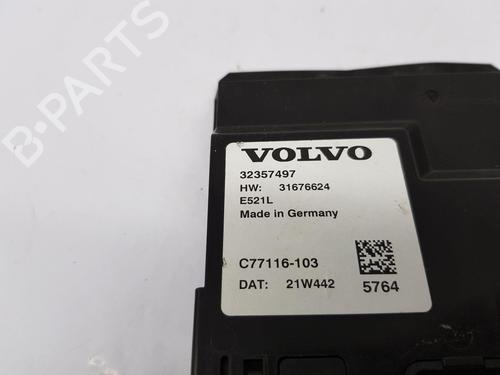 VOLVO
32357497
HW: 31676624
E521L
Made in Germany
C77116-103
DAT: 21W442 5764
B-PARTS